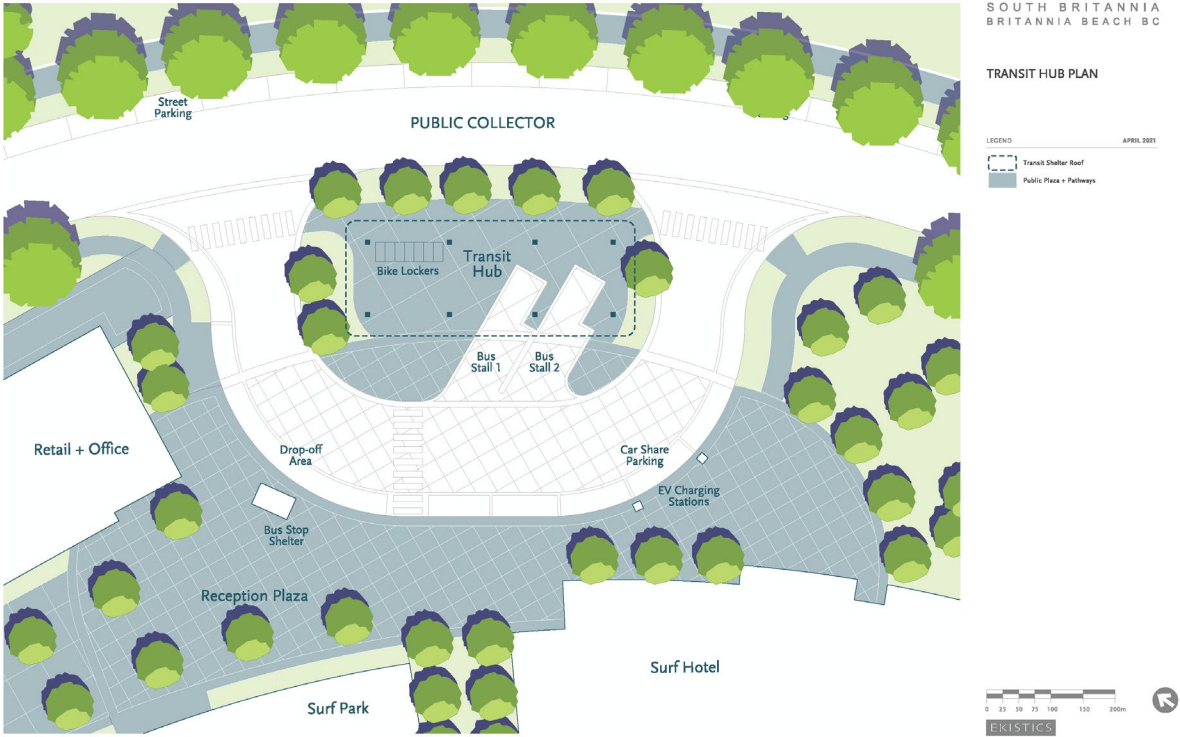 SOUTH BRITANNIA
BRITANNIA BEACH BC
TRANSIT HUB PLAN
LEGEND APRIL 2021
Transit Shelter Roof
Public Plaza + Pathways
Street
Parking
PUBLIC COLLECTOR
Transit
Hub
Bike Lockers
Bus
Stall 1
Bus
Stall 2
Retail + Office
Drop-off
Area
Car Share
Parking
EV Charging
Stations
Bus Stop
Shelter
Reception Plaza
Surf Hotel
Surf Park
0 25 50 75 100 150 200m
EKISTICS